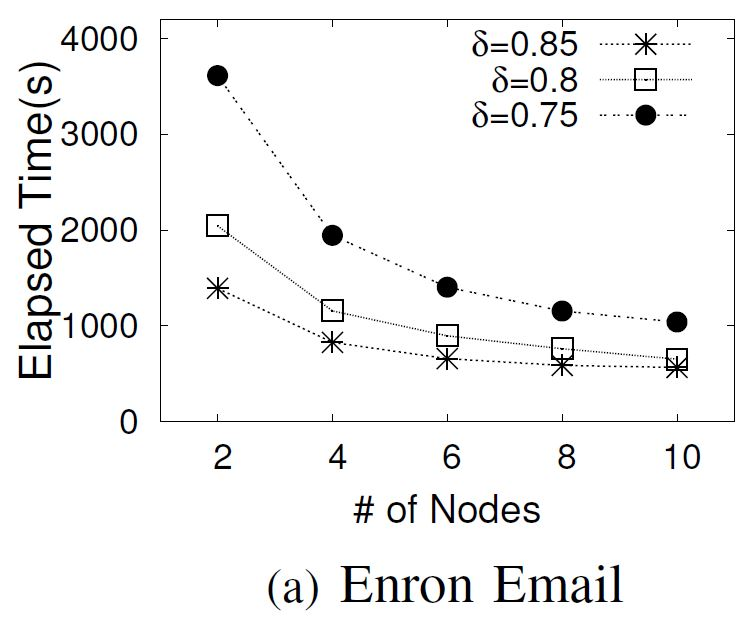 4000
3000
2000
1000
0
Elapsed Time(s)
δ=0.85
δ=0.8
δ=0.75
2 4 6 8 10
# of Nodes
(a) Enron Email